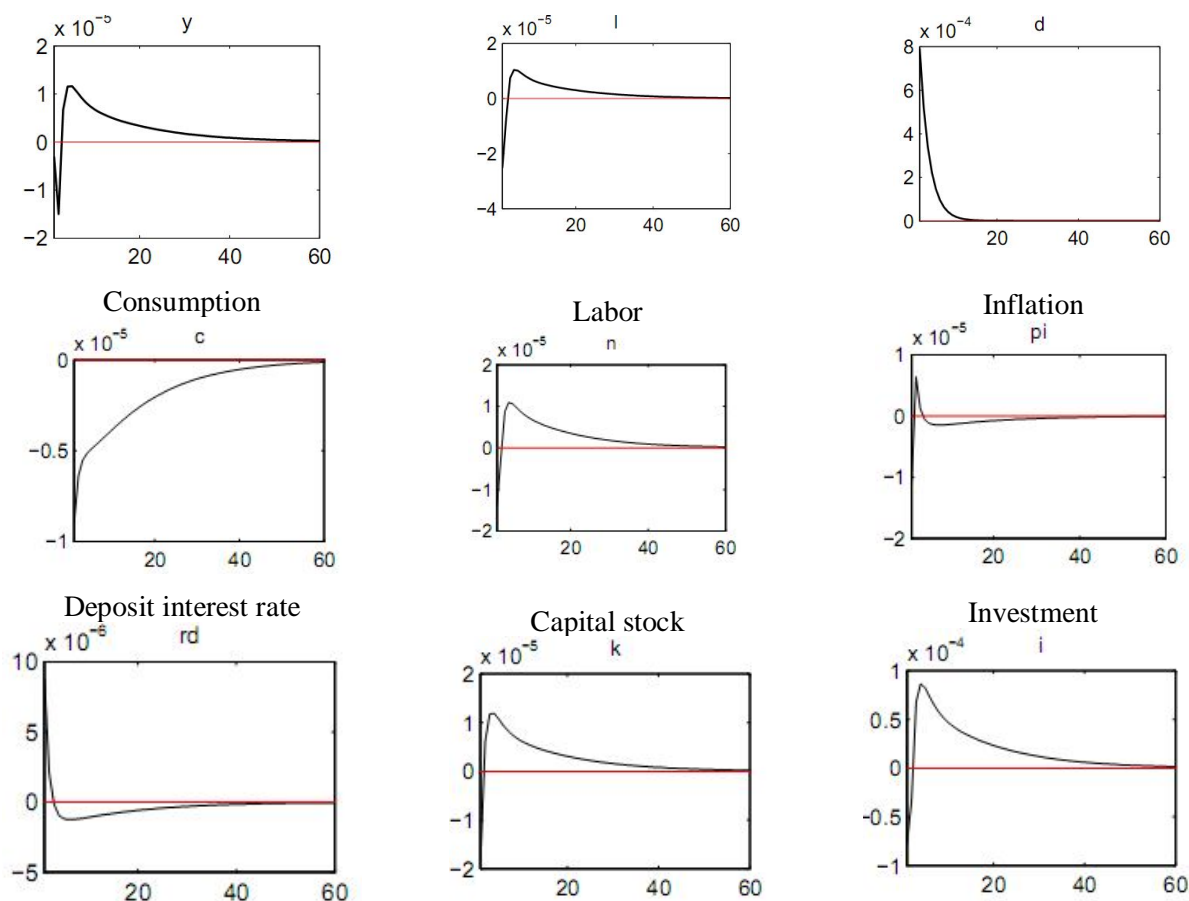 x 10⁻⁵
y
2
1
0
−1
−2
20 40 60
x 10⁻⁵
l
2
0
−2
−4
20 40 60
x 10⁻⁴
d
8
6
4
2
0
20 40 60
Consumption
x 10⁻⁵
c
0
−0.5
−1
20 40 60
Labor
x 10⁻⁵
n
2
1
0
−1
−2
20 40 60
Inflation
x 10⁻⁵
pi
1
0
−1
−2
20 40 60
Deposit interest rate
x 10⁻⁶
rd
10
5
0
−5
20 40 60
Capital stock
x 10⁻⁵
k
2
1
0
−1
−2
20 40 60
Investment
x 10⁻⁴
i
1
0.5
0
−0.5
−1
20 40 60